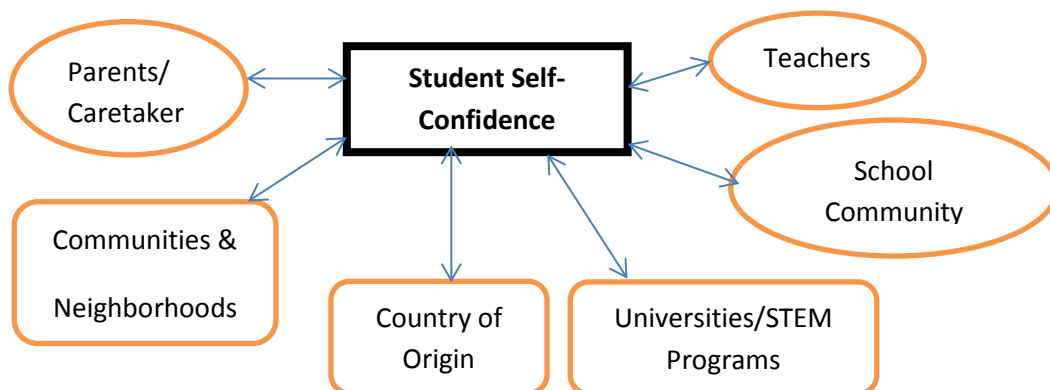 Parents/
Caretaker
Student Self-
Confidence
Teachers
School
Community
Communities &
Neighborhoods
Country of
Origin
Universities/STEM
Programs